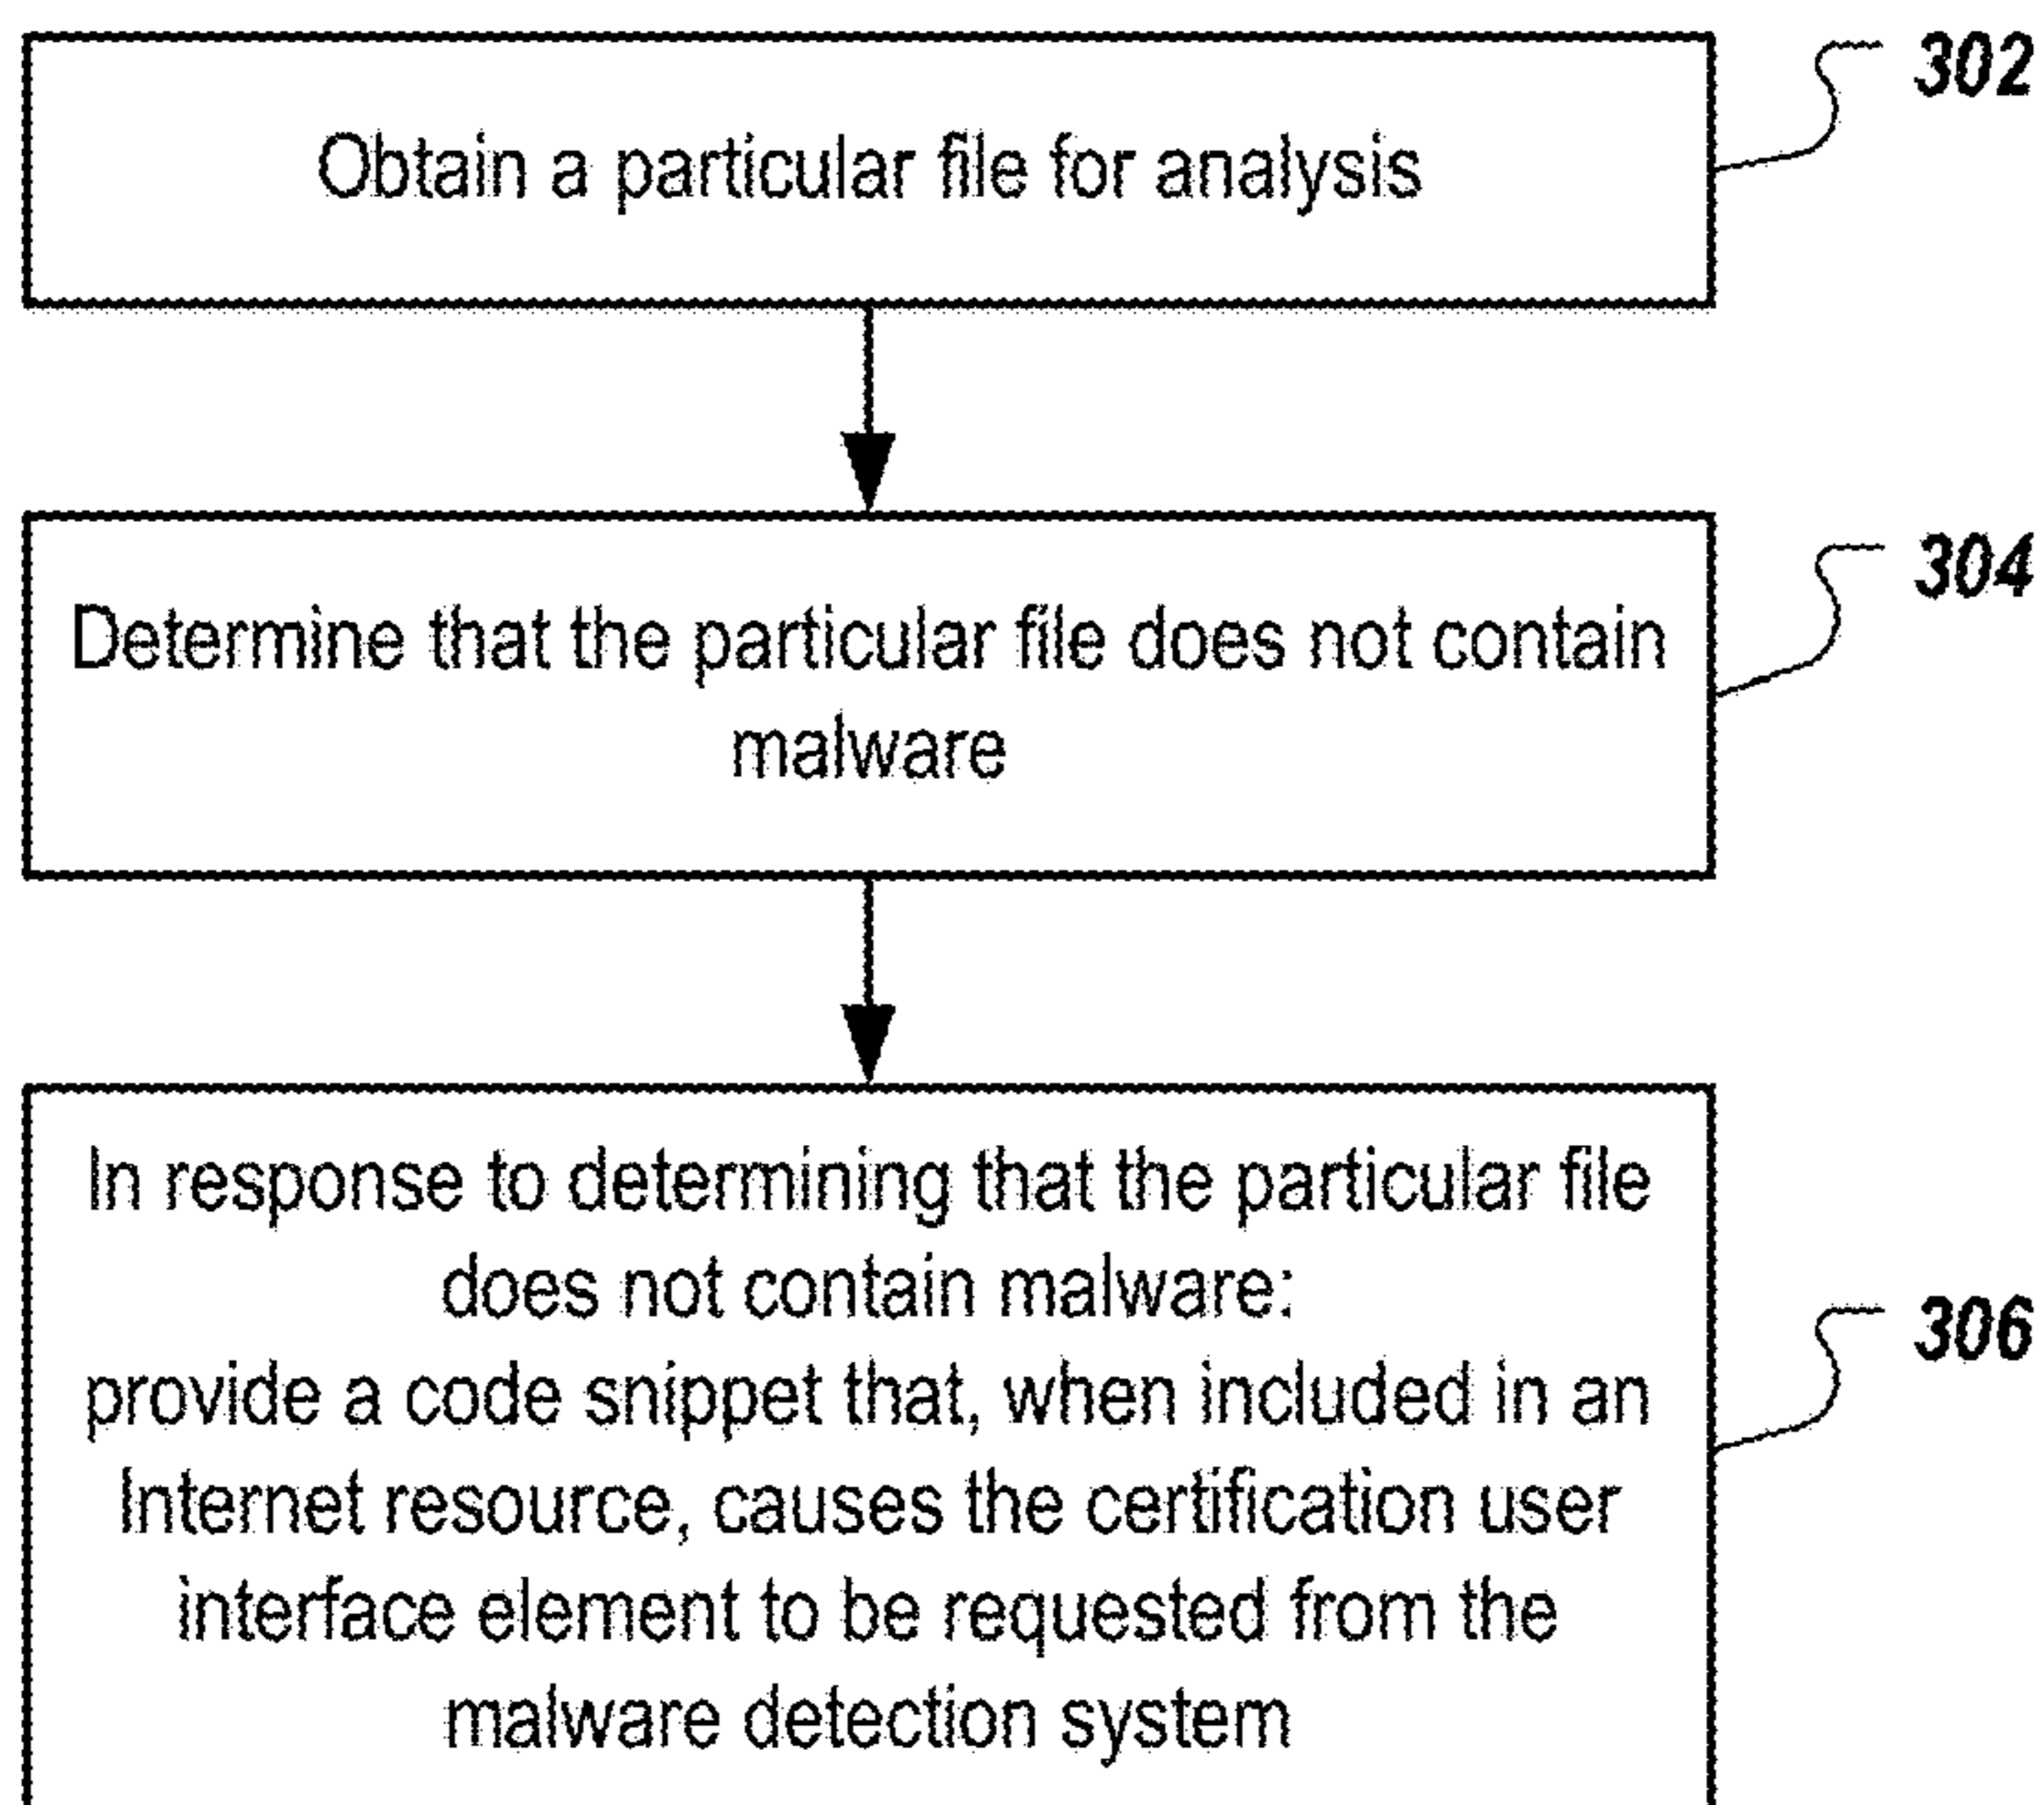 302
Obtain a particular file for analysis
304
Determine that the particular file does not contain
malware
In response to determining that the particular file
does not contain malware:
306
provide a code snippet that, when included in an
Internet resource, causes the certification user
interface element to be requested from the
malware detection system